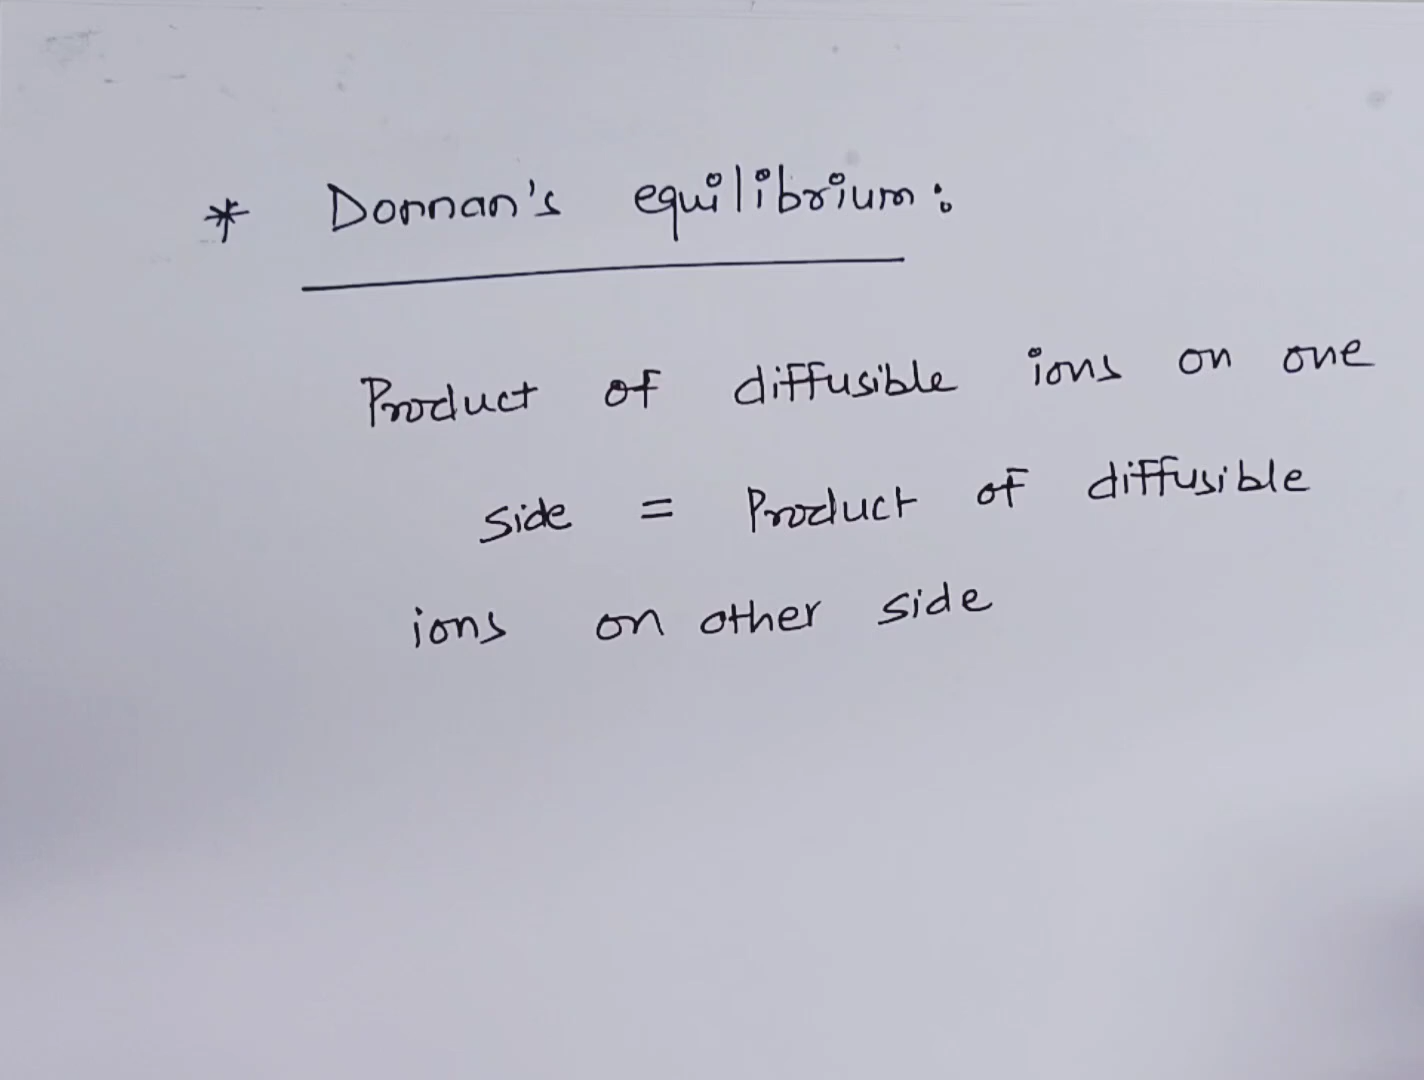 * Donnan's equilibrium:
Product of diffusible ions on one
side = Product of diffusible
ions on other side